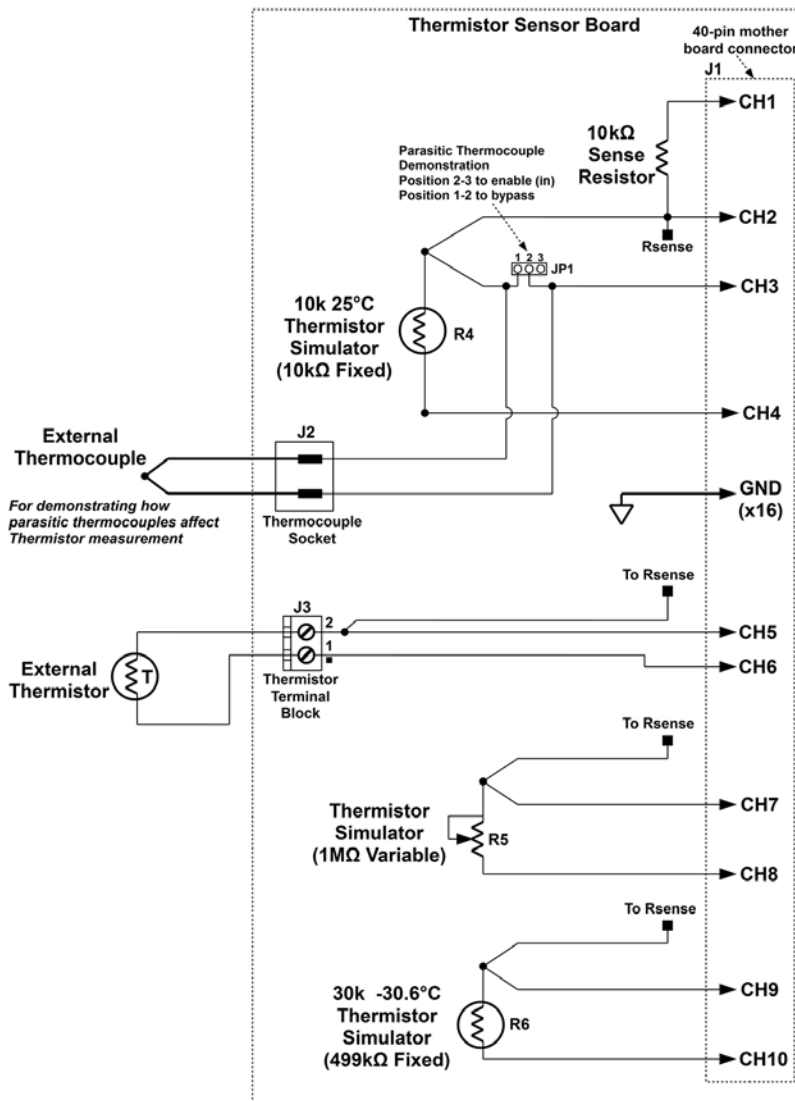 Thermistor Sensor Board
40-pin mother
board connector
J1
CH1
10kΩ
Sense
Resistor
Parasitic Thermocouple
Demonstration
Position 2-3 to enable (in)
Position 1-2 to bypass
CH2
Rsense
1 2 3
JP1
CH3
10k 25°C
Thermistor
Simulator
(10kΩ Fixed)
R4
CH4
External
Thermocouple
J2
For demonstrating how
parasitic thermocouples affect
Thermistor measurement
Thermocouple
Socket
GND
(x16)
To Rsense
J3
2
CH5
1
CH6
External
Thermistor
T
Thermistor
Terminal
Block
To Rsense
CH7
Thermistor
Simulator
(1MΩ Variable)
R5
CH8
To Rsense
CH9
30k -30.6°C
Thermistor
Simulator
(499kΩ Fixed)
R6
CH10